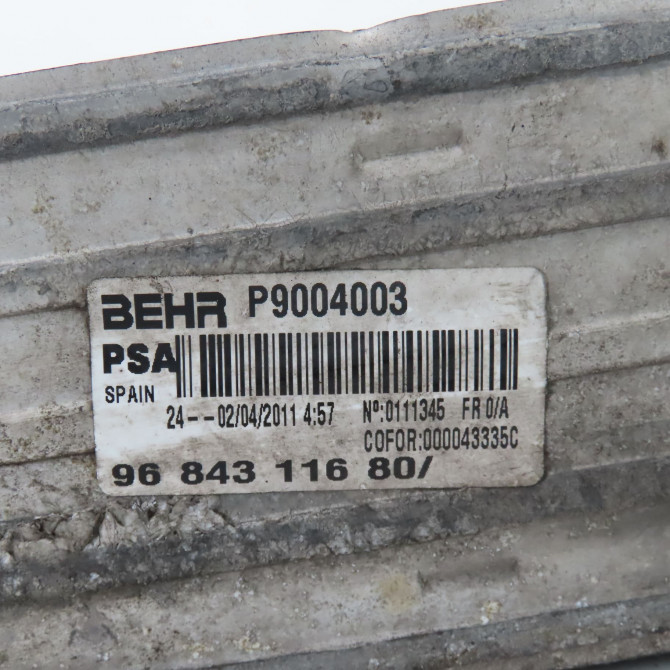 BEHR P9004003
PSA
SPAIN
24--02/04/2011 4:57 Nº:0111345 FR 0/A
COFOR:000043335C
96 843 116 80/